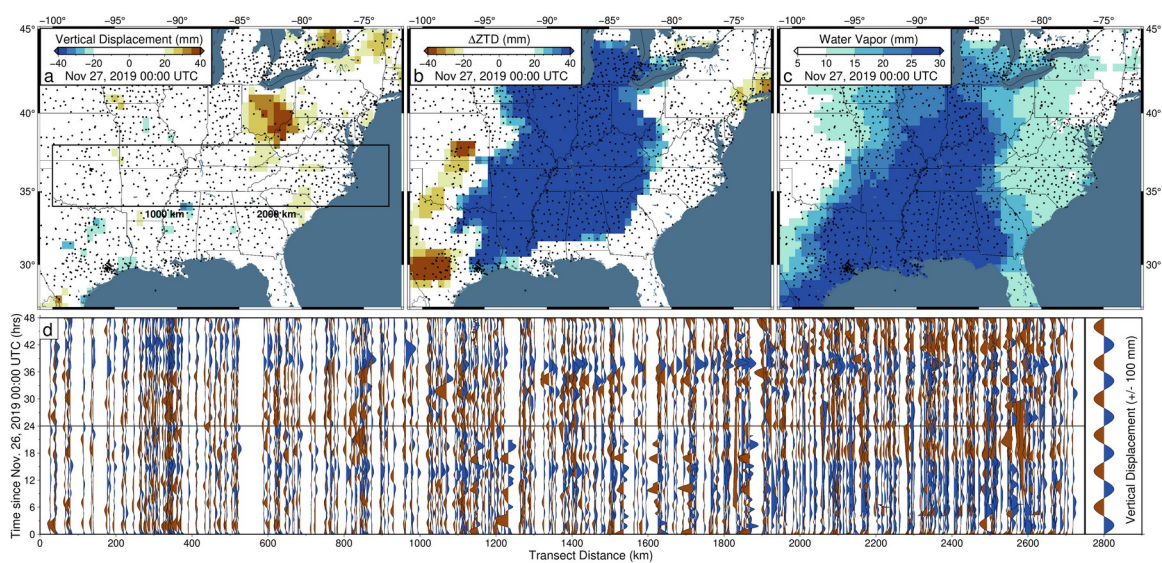 −100° −95° −90° −85° −80° −75° −100° −95° −90° −85° −80° −75° −100° −95° −90° −85° −80° −75°
45° Vertical Displacement (mm) ΔZTD (mm) Water Vapor (mm) 45°
−40 −20 20 40 −40 −20 20 40 5 10 15 20 25 30
a Nov 27, 2019 00:00 UTC b Nov 27, 2019 00:00 UTC c Nov 27, 2019 00:00 UTC
40° 40°
35° 35°
1000 km 2000 km
30° 30°
d
48
42
36
30
24
18
12
6
0
Time since Nov. 26, 2019 00:00 UTC (hrs)
Vertical Displacement (+/- 100 mm)
0 200 400 600 800 1000 1200 1400 1600 1800 2000 2200 2400 2600 2800
Transect Distance (km)